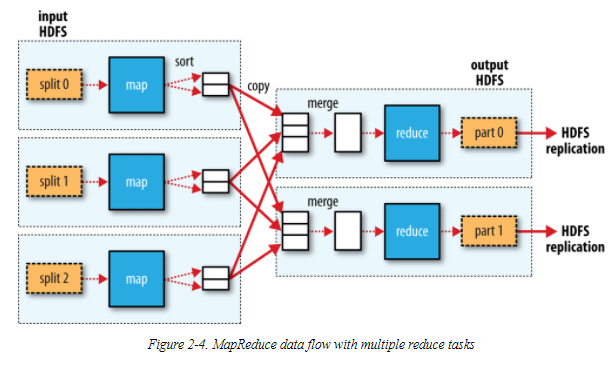 input
HDFS
split 0
map
sort
copy
split 1
map
split 2
map
output
HDFS
merge
reduce
part 0
HDFS
replication
merge
reduce
part 1
HDFS
replication
Figure 2-4. MapReduce data flow with multiple reduce tasks